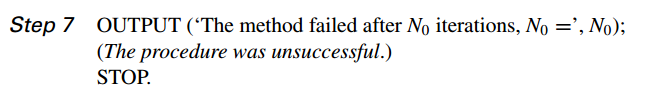 Step 7 OUTPUT (‘The method failed after N₀ iterations, N₀ =’, N₀);
(The procedure was unsuccessful.)
STOP.